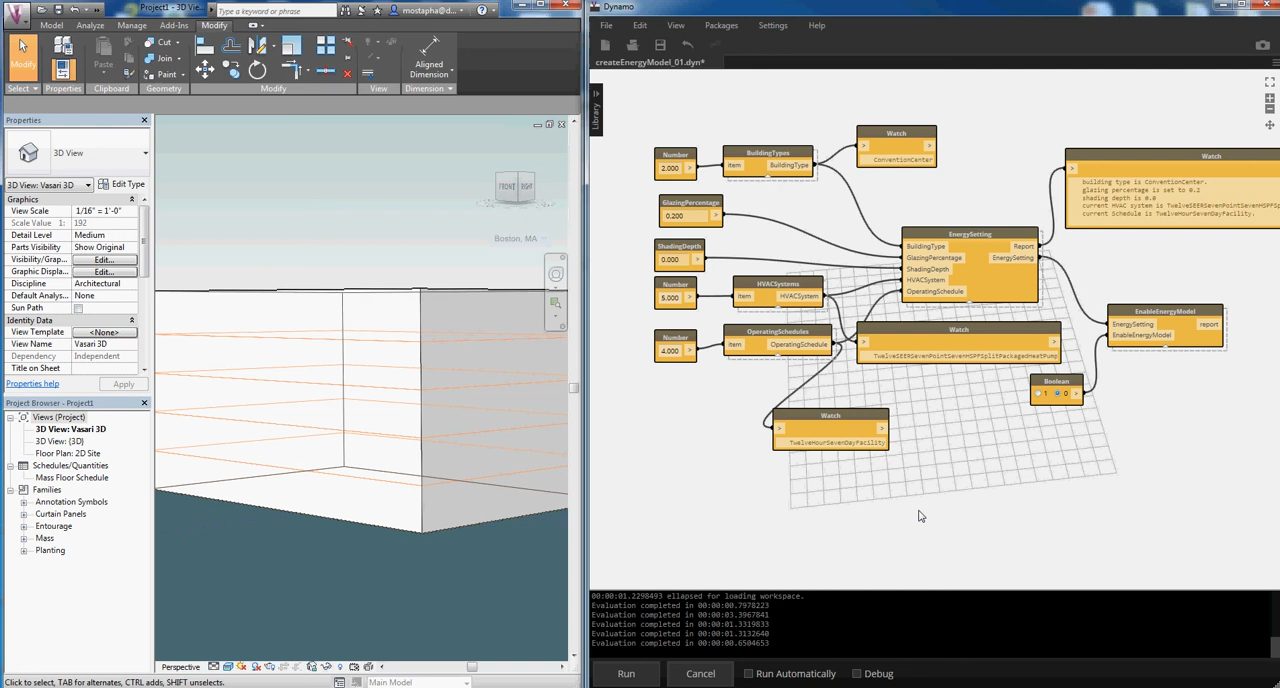 Project1 - 3D View:
Type a keyword or phrase
mostapha@d...
Modify
Analyze
Manage
Add-Ins
Modify
Modify
Paste
Cut
Join
Paint
Aligned
Dimension
Select
Properties
Clipboard
Geometry
Modify
View
Dimension
Properties
3D View
3D View: Vasari 3D
Edit Type
Graphics
View Scale 1/16" = 1'-0"
Scale Value 1: 192
Detail Level Medium
Parts Visibility Show Original
Visibility/Grap... Edit...
Graphic Displa... Edit...
Discipline Architectural
Default Analys... None
Sun Path
Identity Data
View Template <None>
View Name Vasari 3D
Dependency Independent
Title on Sheet
Properties help
Apply
Project Browser - Project1
Views (Project)
3D View: Vasari 3D
3D View: {3D}
Floor Plan: 2D Site
Schedules/Quantities
Mass Floor Schedule
Families
Annotation Symbols
Curtain Panels
Entourage
Mass
Planting
FRONT
RIGHT
Boston, MA
Perspective
Click to select, TAB for alternates, CTRL adds, SHIFT unselects.
Main Model
Dynamo
File
Edit
View
Packages
Settings
Help
createEnergyModel_01.dyn*
Library
Number
2.000 >
BuildingTypes
item BuildingType
Watch
> >
ConventionCenter
GlazingPercentage
0.200 >
ShadingDepth
0.000 >
Number
5.000 >
HVACSystems
item HVACSystem
Number
4.000 >
OperatingSchedules
item OperatingSchedule
Watch
> >
TwelveSEERSevenPointSevenHSPFSplitPackagedHeatPump
Watch
> >
TwelveHourSevenDayFacility
EnergySetting
BuildingType Report
GlazingPercentage EnergySetting
ShadingDepth
HVACSystem
OperatingSchedule
Watch
>
building type is ConventionCenter.
glazing percentage is set to 0.2
shading depth is 0.0
current HVAC system is TwelveSEERSevenPointSevenHSPFSp
current Schedule is TwelveHourSevenDayFacility.
EnableEnergyModel
EnergySetting report
EnableEnergyModel
Boolean
1 0 >
00:00:01.2298493 ellapsed for loading workspace.
Evaluation completed in 00:00:00.7978223
Evaluation completed in 00:00:03.3967841
Evaluation completed in 00:00:01.3319833
Evaluation completed in 00:00:01.3132640
Evaluation completed in 00:00:00.6504653
Run
Cancel
Run Automatically
Debug